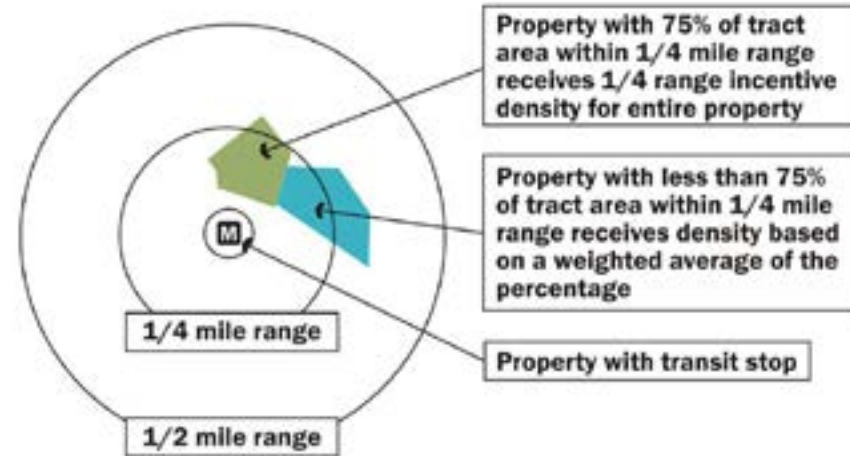 Property with 75% of tract
area within 1/4 mile range
receives 1/4 range incentive
density for entire property
Property with less than 75%
of tract area within 1/4 mile
range receives density based
on a weighted average of the
percentage
M
1/4 mile range
Property with transit stop
1/2 mile range